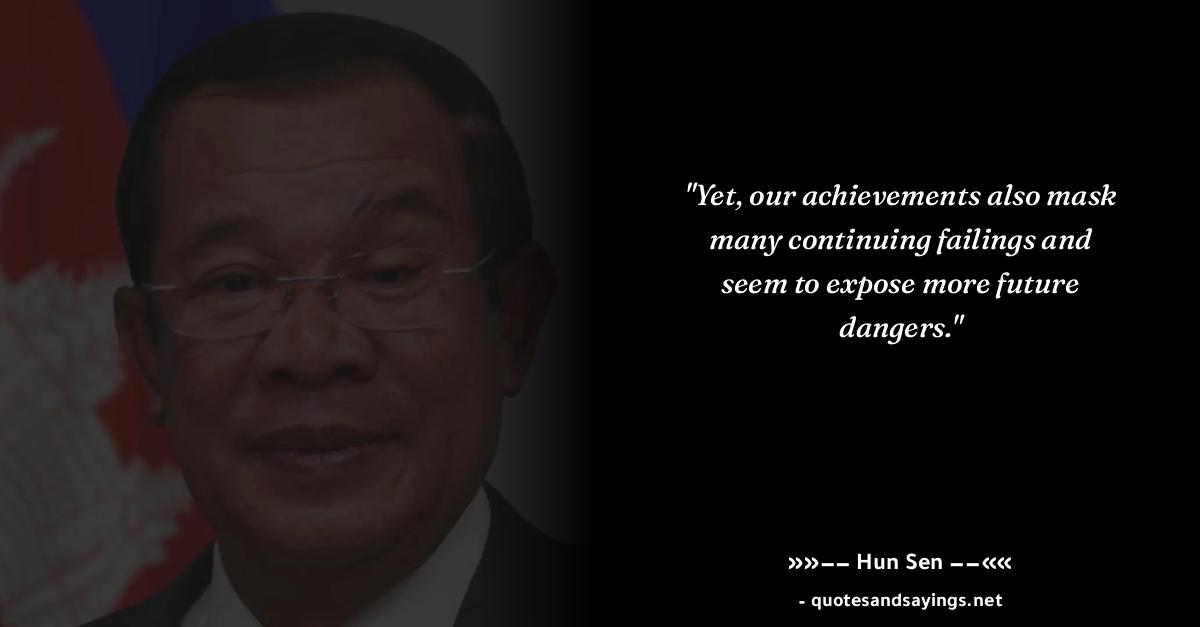 "Yet, our achievements also mask
many continuing failings and
seem to expose more future
dangers."
»»−− Hun Sen −−««
- quotesandsayings.net